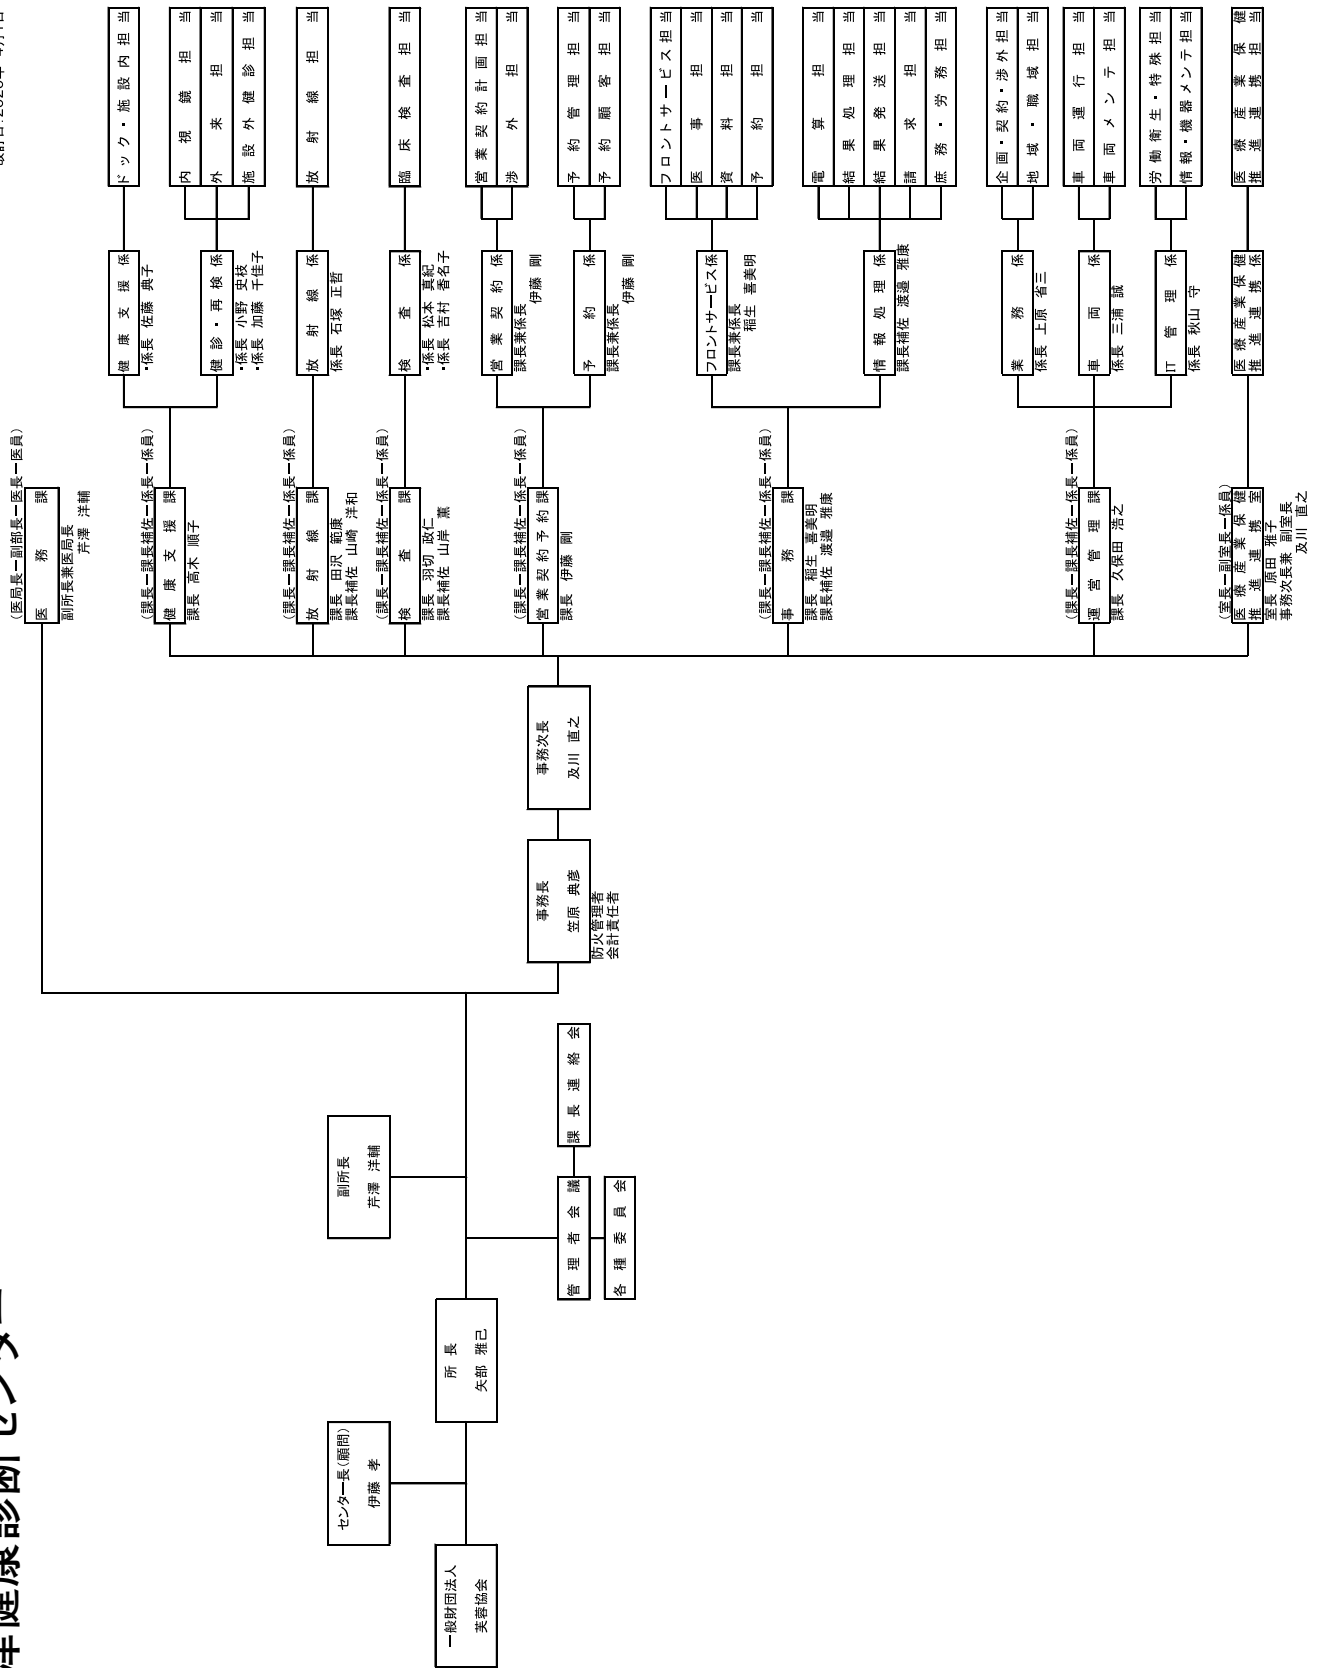 健康診断センター
一般財団法人
芙蓉協会
センター長(顧問)
伊藤 孝
所 長
矢部 雅己
副所長
芹澤 洋輔
管 理 者 会 議
各 種 委 員 会
課 長 連 絡 会
事務長
笠原 典彦
防火管理者
会計責任者
事務次長
及川 直之
(医局長ー副部長ー医長ー医員)
医 務 課
副所長兼医局長
芹澤 洋輔
(課長ー課長補佐ー係長ー係員)
健 康 支 援 課
課長 高木 順子
健 康 支 援 係
・係長 佐藤 典子
ドック・施設内担当
健診・再検係
・係長 小野 史枝
・係長 加藤 千佳子
内 視 鏡 担 当
外 来 担 当
施設外健診担当
(課長ー課長補佐ー係長ー係員)
放 射 線 課
課長 田沢 範康
課長補佐 山崎 洋和
放 射 線 係
係長 石塚 正哲
放 射 線 担 当
(課長ー課長補佐ー係長ー係員)
検 査 課
課長 羽切 政仁
課長補佐 山岸 薫
検 査 係
・係長 松本 真紀
・係長 吉村 香名子
臨 床 検 査 担 当
(課長ー課長補佐ー係長ー係員)
営業契約予約課
課長 伊藤 剛
営 業 契 約 係
課長兼係長
伊藤 剛
営業契約計画担当
渉 外 担 当
予 約 係
課長兼係長
伊藤 剛
予 約 管 理 担 当
予 約 顧 客 担 当
(課長ー課長補佐ー係長ー係員)
事 務 課
課長 稲生 喜美明
課長補佐 渡邉 雅康
フロントサービス係
課長兼係長
稲生 喜美明
フロントサービス担当
医 事 担 当
資 料 担 当
予 約 担 当
情 報 処 理 係
課長補佐 渡邉 雅康
電 算 担 当
結 果 処 理 担 当
結 果 発 送 担 当
請 求 担 当
庶 務・労 務 担 当
(課長ー課長補佐ー係長ー係員)
運 営 管 理 課
課長 久保田 浩之
業 務 係
係長 上原 省三
企画・契約・渉外担当
地 域・職 域 担 当
車 両 係
係長 三浦 誠
車 両 運 行 担 当
車 両 メ ン テ 担 当
IT 管 理 係
係長 秋山 守
労働衛生・特殊担当
情報・機器メンテ担当
(室長ー副室長ー係員)
医 療 産 業 保 健
推 進 連 携 室
室長 原田 雅子
事務次長兼 副室長
及川 直之
医療産業保健
推進連携係
医 療 産 業 保 健
推 進 連 携 担 当